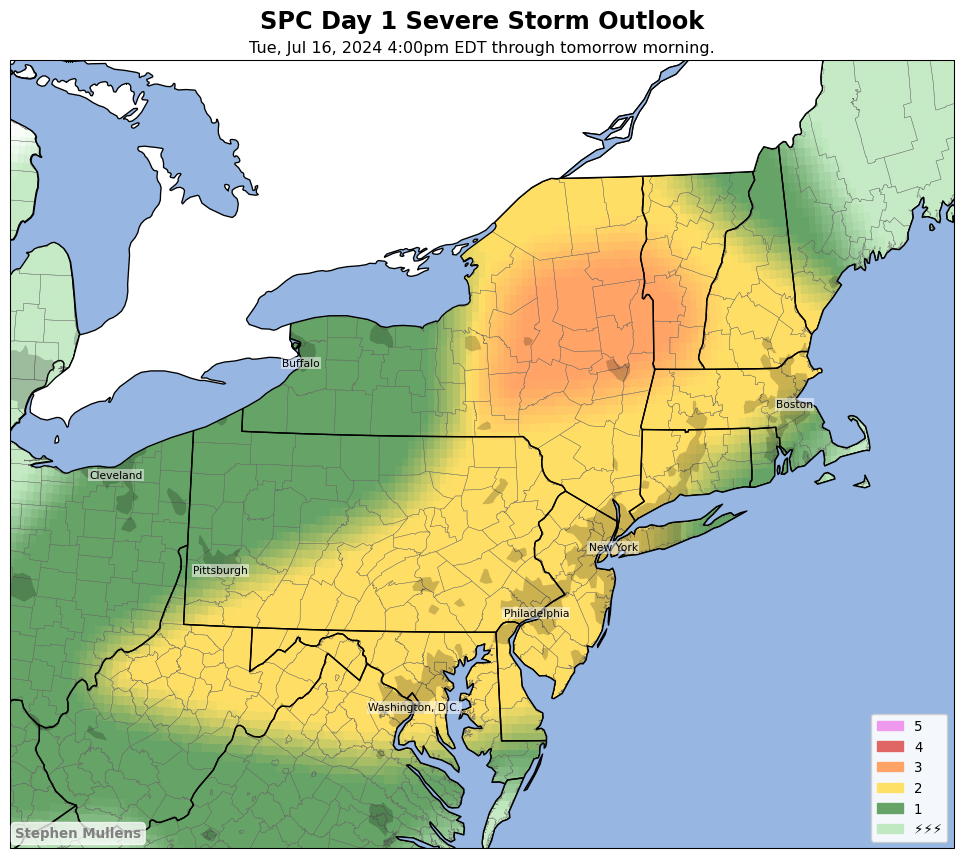 SPC Day 1 Severe Storm Outlook
Tue, Jul 16, 2024 4:00pm EDT through tomorrow morning.
Buffalo
Boston
Cleveland
New York
Pittsburgh
Philadelphia
Washington, D.C.
5
4
3
2
1
⚡⚡⚡
Stephen Mullens